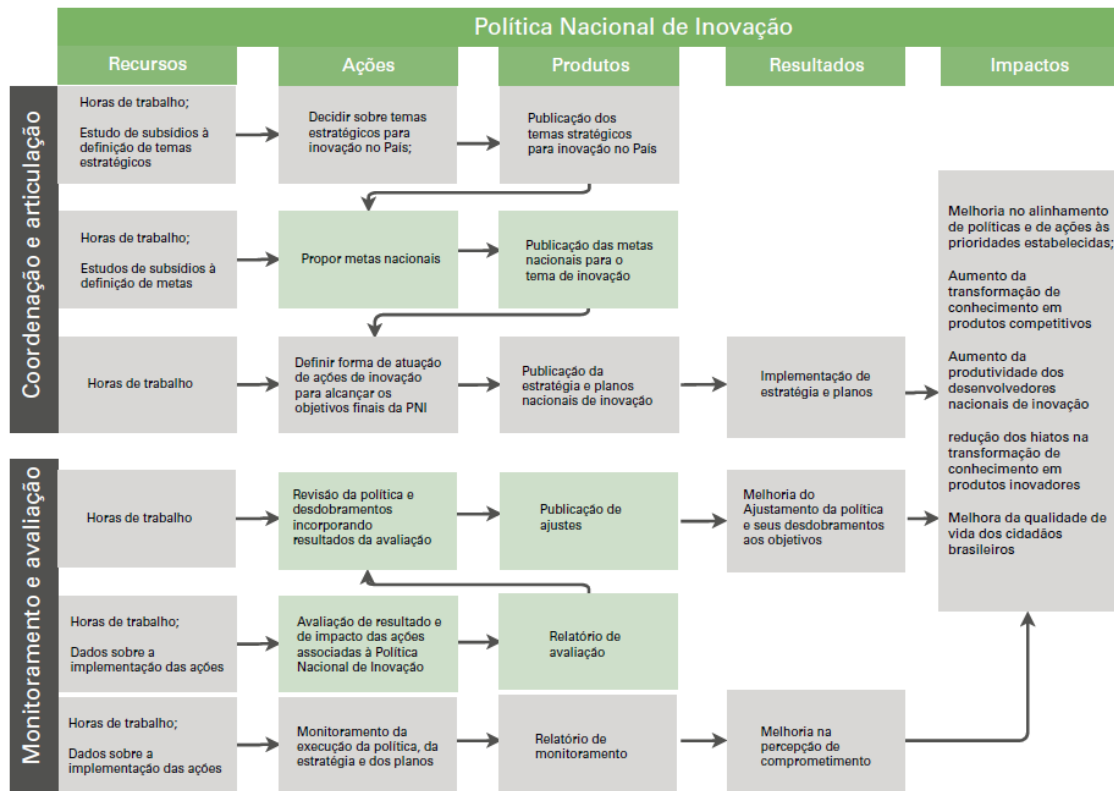 Política Nacional de Inovação
Recursos
Ações
Produtos
Resultados
Impactos
Coordenação e articulação
Horas de trabalho;
Estudo de subsídios à
definição de temas
estratégicos
Decidir sobre temas
estratégicos para
inovação no País;
Publicação dos
temas stratégicos
para inovação no País
Horas de trabalho;
Estudos de subsídios à
definição de metas
Propor metas nacionais
Publicação das metas
nacionais para o
tema de inovação
Horas de trabalho
Definir forma de atuação
de ações de inovação
para alcançar os
objetivos finais da PNI
Publicação da
estratégia e planos
nacionais de inovação
Implementação de
estratégia e planos
Melhoria no alinhamento
de políticas e de ações às
prioridades estabelecidas;
Aumento da
transformação de
conhecimento em
produtos competitivos
Aumento da
produtividade dos
desenvolvedores
nacionais de inovação
redução dos hiatos na
transformação de
conhecimento em
produtos inovadores
Melhora da qualidade de
vida dos cidadãos
brasileiros
Monitoramento e avaliação
Horas de trabalho
Revisão da política e
desdobramentos
incorporando
resultados da avaliação
Publicação de
ajustes
Melhoria do
Ajustamento da política
e seus desdobramentos
aos objetivos
Horas de trabalho;
Dados sobre a
implementação das ações
Avaliação de resultado e
de impacto das ações
associadas à Política
Nacional de Inovação
Relatório de
avaliação
Horas de trabalho;
Dados sobre a
implementação das ações
Monitoramento da
execução da política, da
estratégia e dos planos
Relatório de
monitoramento
Melhoria na
percepção de
comprometimento